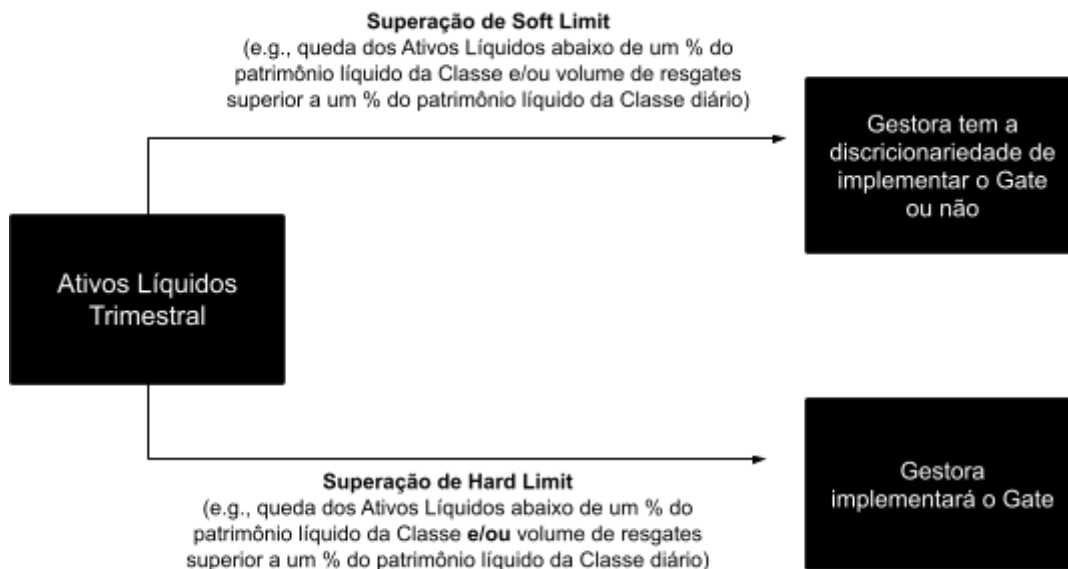 Superação de Soft Limit
(e.g., queda dos Ativos Líquidos abaixo de um % do
patrimônio líquido da Classe e/ou volume de resgates
superior a um % do patrimônio líquido da Classe diário)
Gestora tem a
discricionariedade de
implementar o Gate
ou não
Ativos Líquidos
Trimestral
Superação de Hard Limit
(e.g., queda dos Ativos Líquidos abaixo de um % do
patrimônio líquido da Classe e/ou volume de resgates
superior a um % do patrimônio líquido da Classe diário)
Gestora
implementará o Gate